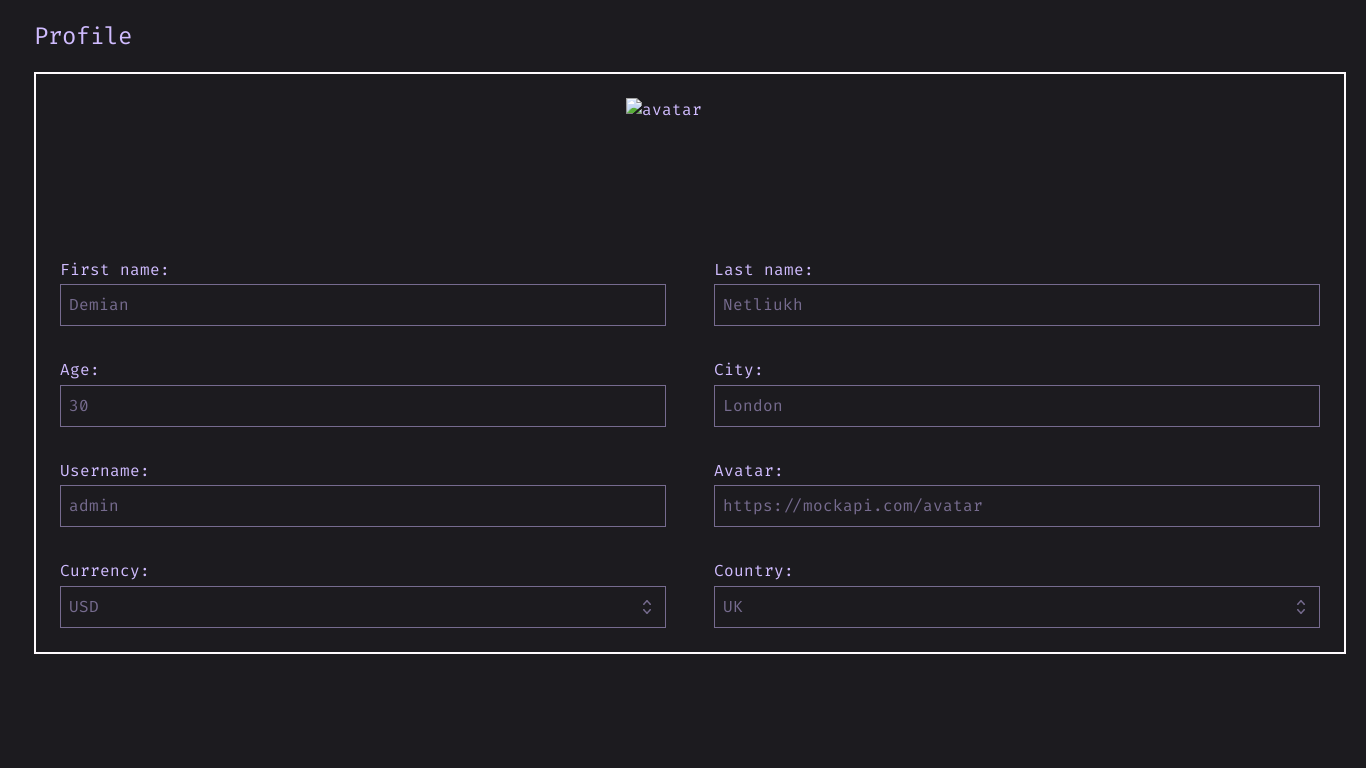 Profile
avatar
First name:
Last name:
Demian
Netliukh
Age:
City:
30
London
Username:
Avatar:
admin
https://mockapi.com/avatar
Currency:
Country:
USD
UK